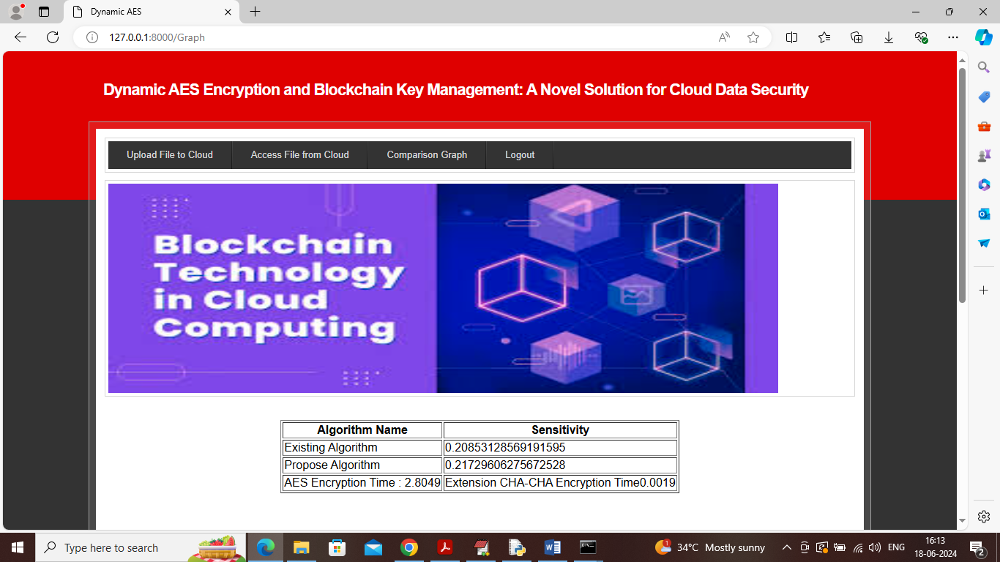 Dynamic AES
127.0.0.1:8000/Graph
Dynamic AES Encryption and Blockchain Key Management: A Novel Solution for Cloud Data Security
Upload File to Cloud Access File from Cloud Comparison Graph Logout
Blockchain
Technology
in Cloud
Computing
Algorithm Name Sensitivity
Existing Algorithm 0.20853128569191595
Propose Algorithm 0.21729606275672528
AES Encryption Time : 2.8049 Extension CHA-CHA Encryption Time0.0019
Type here to search
34°C Mostly sunny
ENG
16:13
18-06-2024
1
2